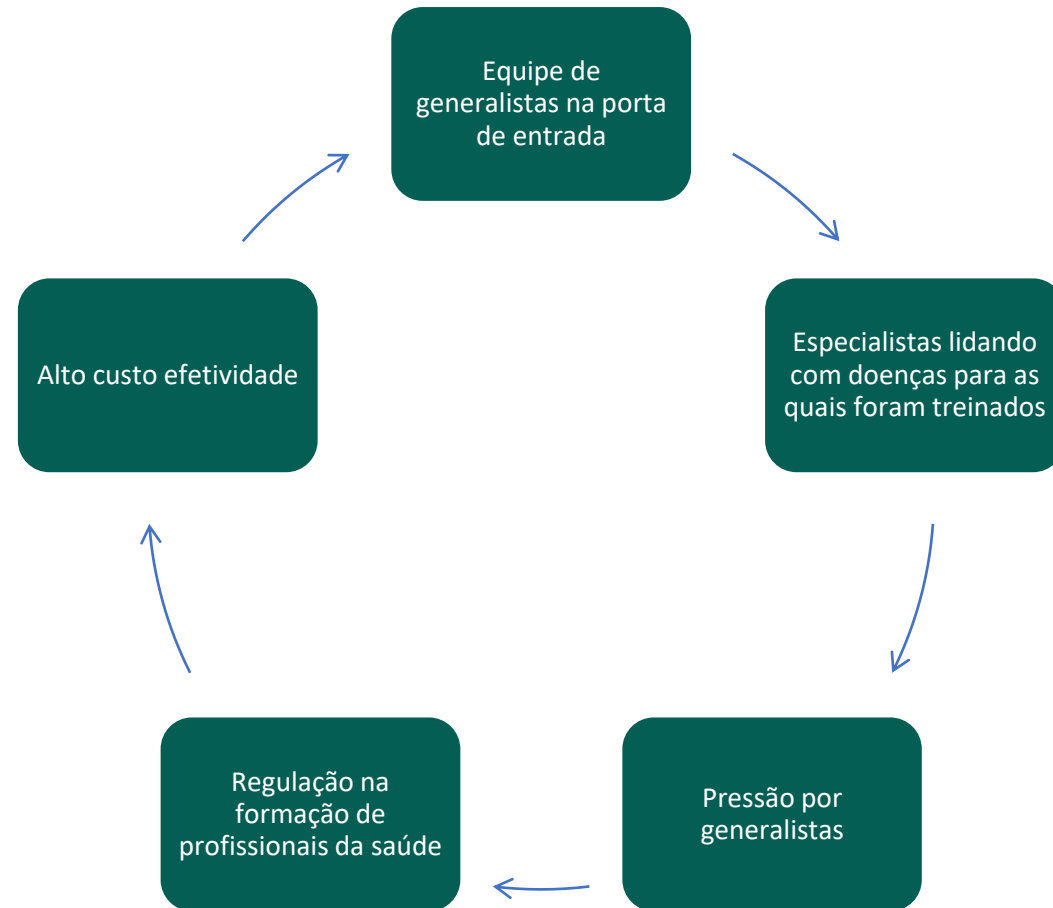 Equipe de
generalistas na porta
de entrada
Especialistas lidando
com doenças para as
quais foram treinados
Pressão por
generalistas
Regulação na
formação de
profissionais da saúde
Alto custo efetividade